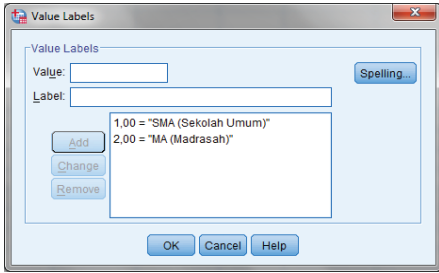 Value Labels
Value Labels
Value:
Spelling...
Label:
1,00 = "SMA (Sekolah Umum)"
Add
2,00 = "MA (Madrasah)"
Change
Remove
OK Cancel Help